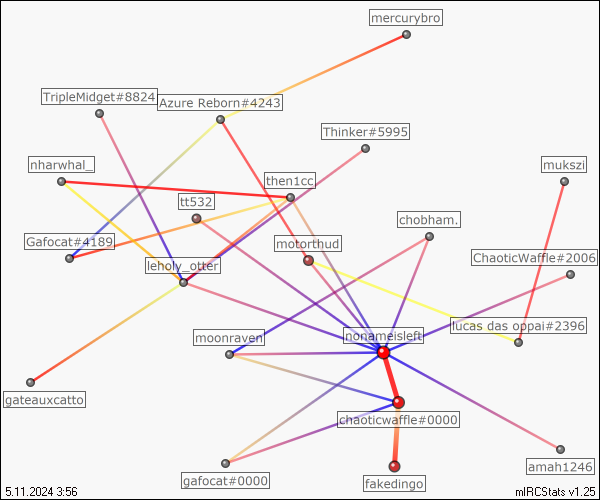 mercurybro
TripleMidget#8824
Azure Reborn#4243
Thinker#5995
nharwhal_
mukszi
then1cc
tt532
chobham.
Gafocat#4189
motorthud
ChaoticWaffle#2006
leholy_otter
lucas das oppai#2396
moonraven
nonameisleft
gateauxcatto
chaoticwaffle#0000
amah1246
gafocat#0000
fakedingo
5.11.2024 3:56
mIRCStats v1.25